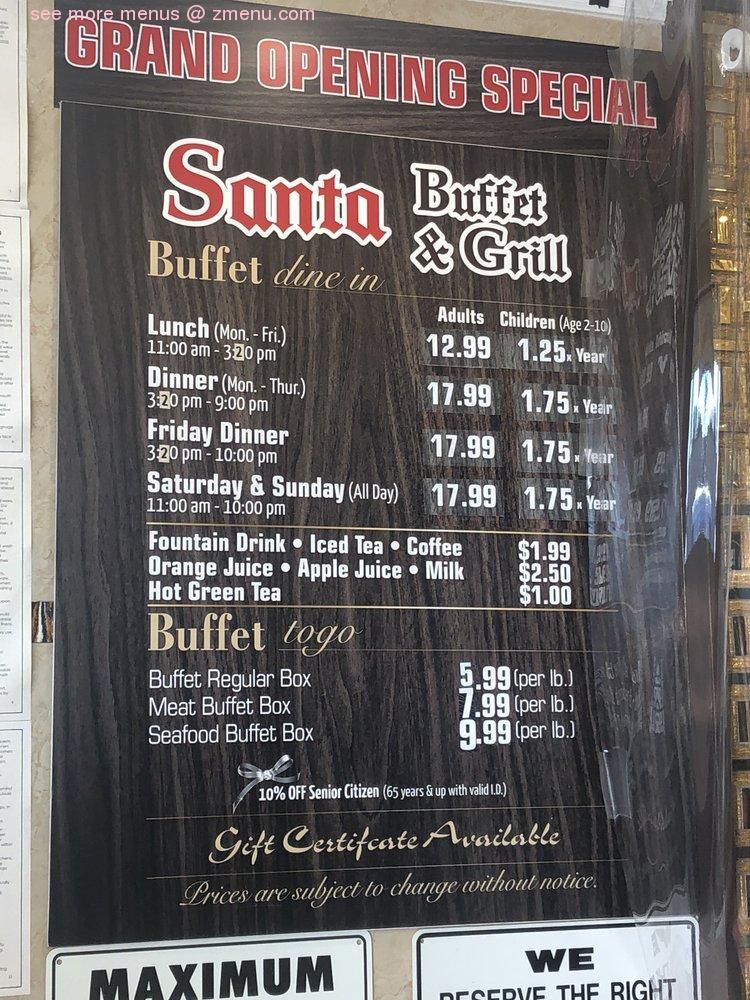 see more menus @ zmenu.com
GRAND OPENING SPECIAL
Santa Buffet & Grill
Buffet dine in
Adults Children (Age 2-10)
Lunch (Mon. - Fri.)
11:00 am - 3:20 pm 12.99 1.25 x Year
Dinner (Mon. - Thur.)
3:20 pm - 9:00 pm 17.99 1.75 x Year
Friday Dinner
3:20 pm - 10:00 pm 17.99 1.75 x Year
Saturday & Sunday (All Day)
11:00 am - 10:00 pm 17.99 1.75 x Year
Fountain Drink • Iced Tea • Coffee $1.99
Orange Juice • Apple Juice • Milk $2.50
Hot Green Tea $1.00
Buffet togo
Buffet Regular Box 5.99 (per lb.)
Meat Buffet Box 7.99 (per lb.)
Seafood Buffet Box 9.99 (per lb.)
10% OFF Senior Citizen (65 years & up with valid I.D.)
Gift Certifcate Available
Prices are subject to change without notice.
MAXIMUM
WE
RESERVE THE RIGHT